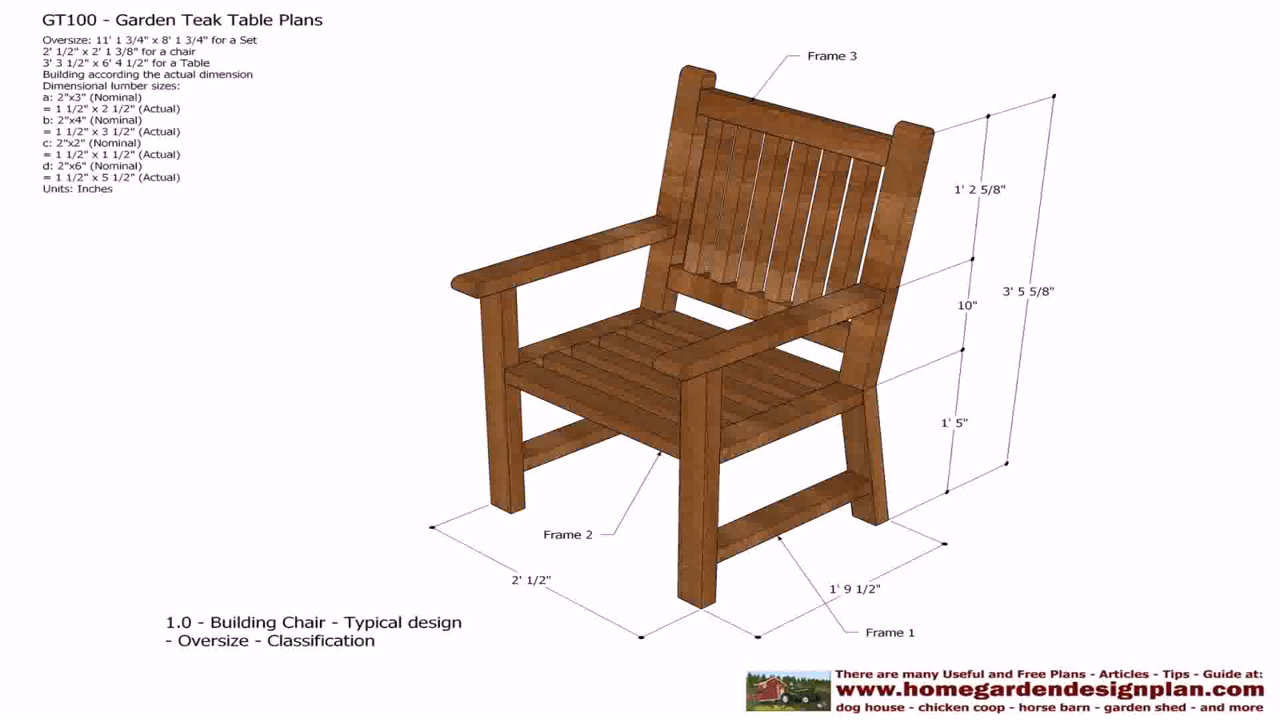 GT100 - Garden Teak Table Plans
Oversize: 11' 1 3/4" x 8' 1 3/4" for a Set
2' 1/2" x 2' 1 3/8" for a chair
3' 3 1/2" x 6' 4 1/2" for a Table
Building according the actual dimension
Dimensional lumber sizes:
a: 2"x3" (Nominal)
= 1 1/2" x 2 1/2" (Actual)
b: 2"x4" (Nominal)
= 1 1/2" x 3 1/2" (Actual)
c: 2"x2" (Nominal)
= 1 1/2" x 1 1/2" (Actual)
d: 2"x6" (Nominal)
= 1 1/2" x 5 1/2" (Actual)
Units: Inches
Frame 3
1' 2 5/8"
3' 5 5/8"
10"
1' 5"
Frame 2
2' 1/2"
1' 9 1/2"
Frame 1
1.0 - Building Chair - Typical design
- Oversize - Classification
There are many Useful and Free Plans - Articles - Tips - Guide at:
www.homegardendesignplan.com
dog house - chicken coop - horse barn - garden shed - and more